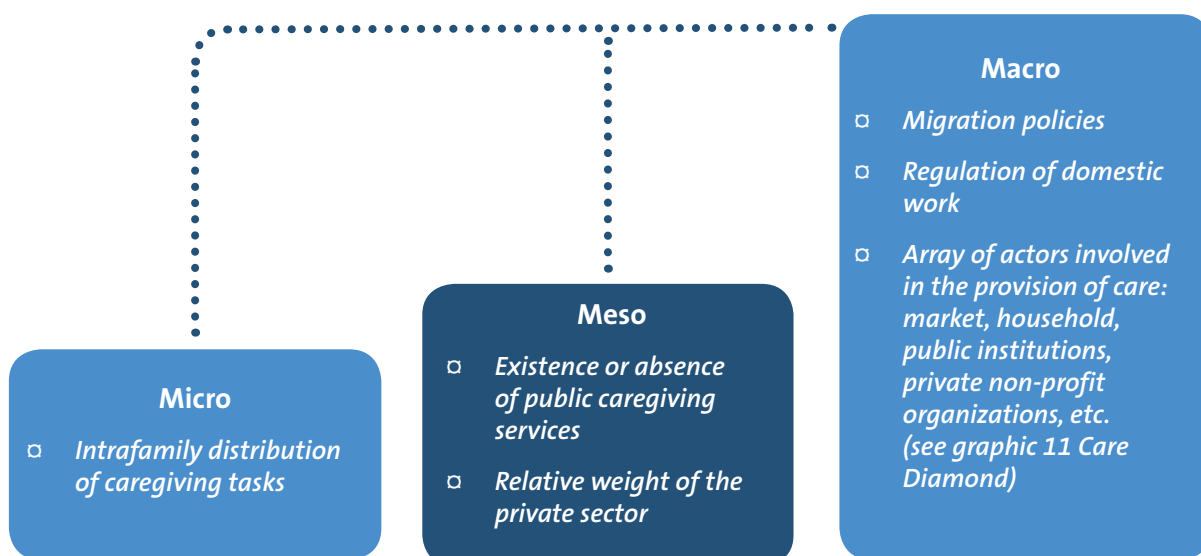 Micro
¤ Intrafamily distribution
of caregiving tasks
Meso
¤ Existence or absence
of public caregiving
services
¤ Relative weight of the
private sector
Macro
¤ Migration policies
¤ Regulation of domestic
work
¤ Array of actors involved
in the provision of care:
market, household,
public institutions,
private non-profit
organizations, etc.
(see graphic 11 Care
Diamond)